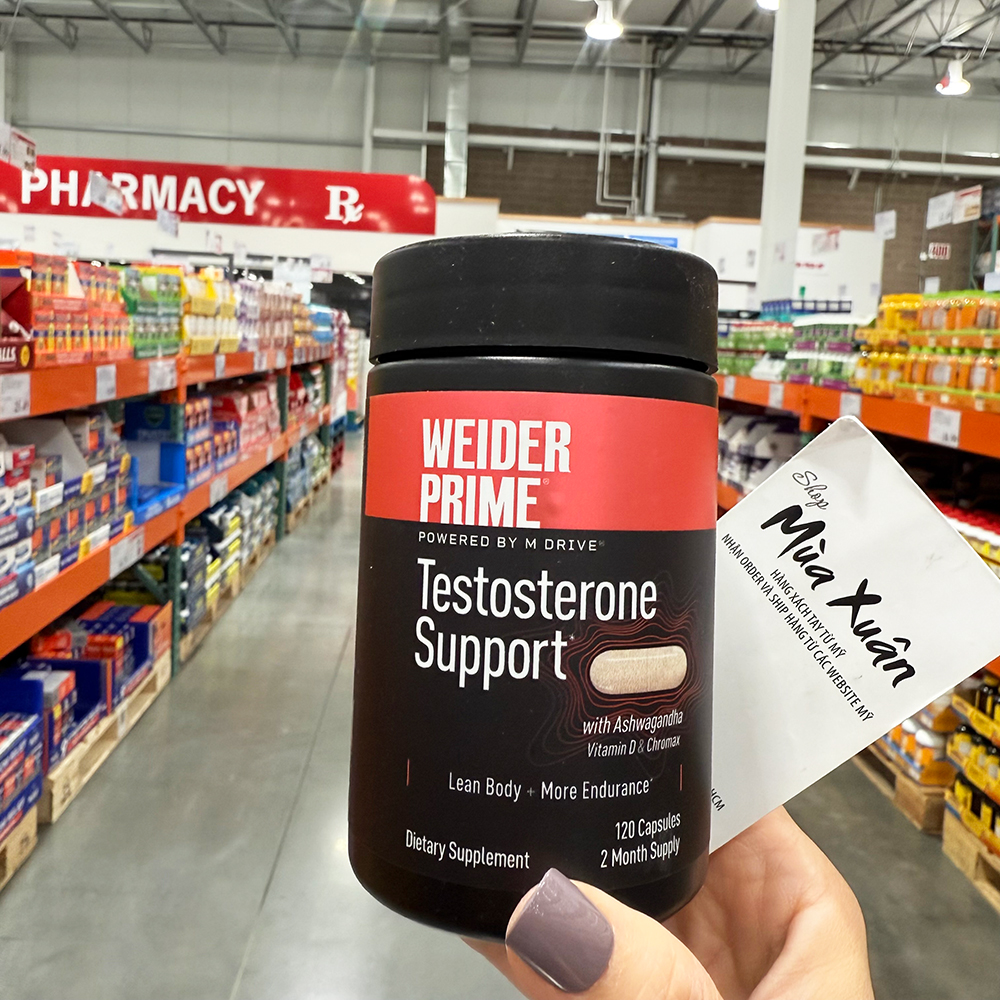 PHARMACY Rx
WEIDER
PRIME®
POWERED BY M DRIVE®
Testosterone
Support*
with Ashwagandha
Vitamin D & Chromax
Lean Body + More Endurance*
120 Capsules
2 Month Supply
Dietary Supplement
Shop
Mùa Xuân
HÀNG XÁCH TAY TỪ MỸ
NHẬN ORDER VÀ SHIP HÀNG TỪ CÁC WEBSITE MỸ
HCM